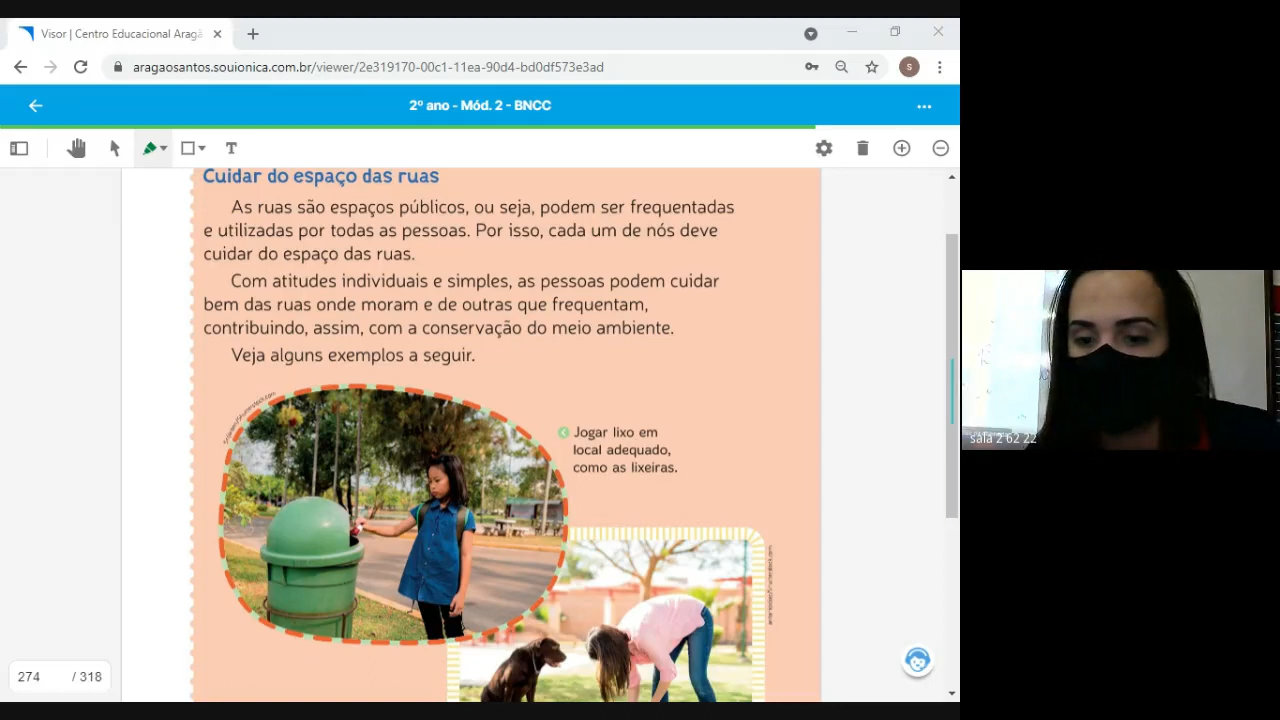 Visor | Centro Educacional Aragã
aragaosantos.souionica.com.br/viewer/2e319170-00c1-11ea-90d4-bd0df573e3ad
S
2º ano - Mód. 2 - BNCC
T
Cuidar do espaço das ruas
As ruas são espaços públicos, ou seja, podem ser frequentadas
e utilizadas por todas as pessoas. Por isso, cada um de nós deve
cuidar do espaço das ruas.
Com atitudes individuais e simples, as pessoas podem cuidar
bem das ruas onde moram e de outras que frequentam,
contribuindo, assim, com a conservação do meio ambiente.
Veja alguns exemplos a seguir.
Jogar lixo em
local adequado,
como as lixeiras.
274 / 318
sala 2 62 22